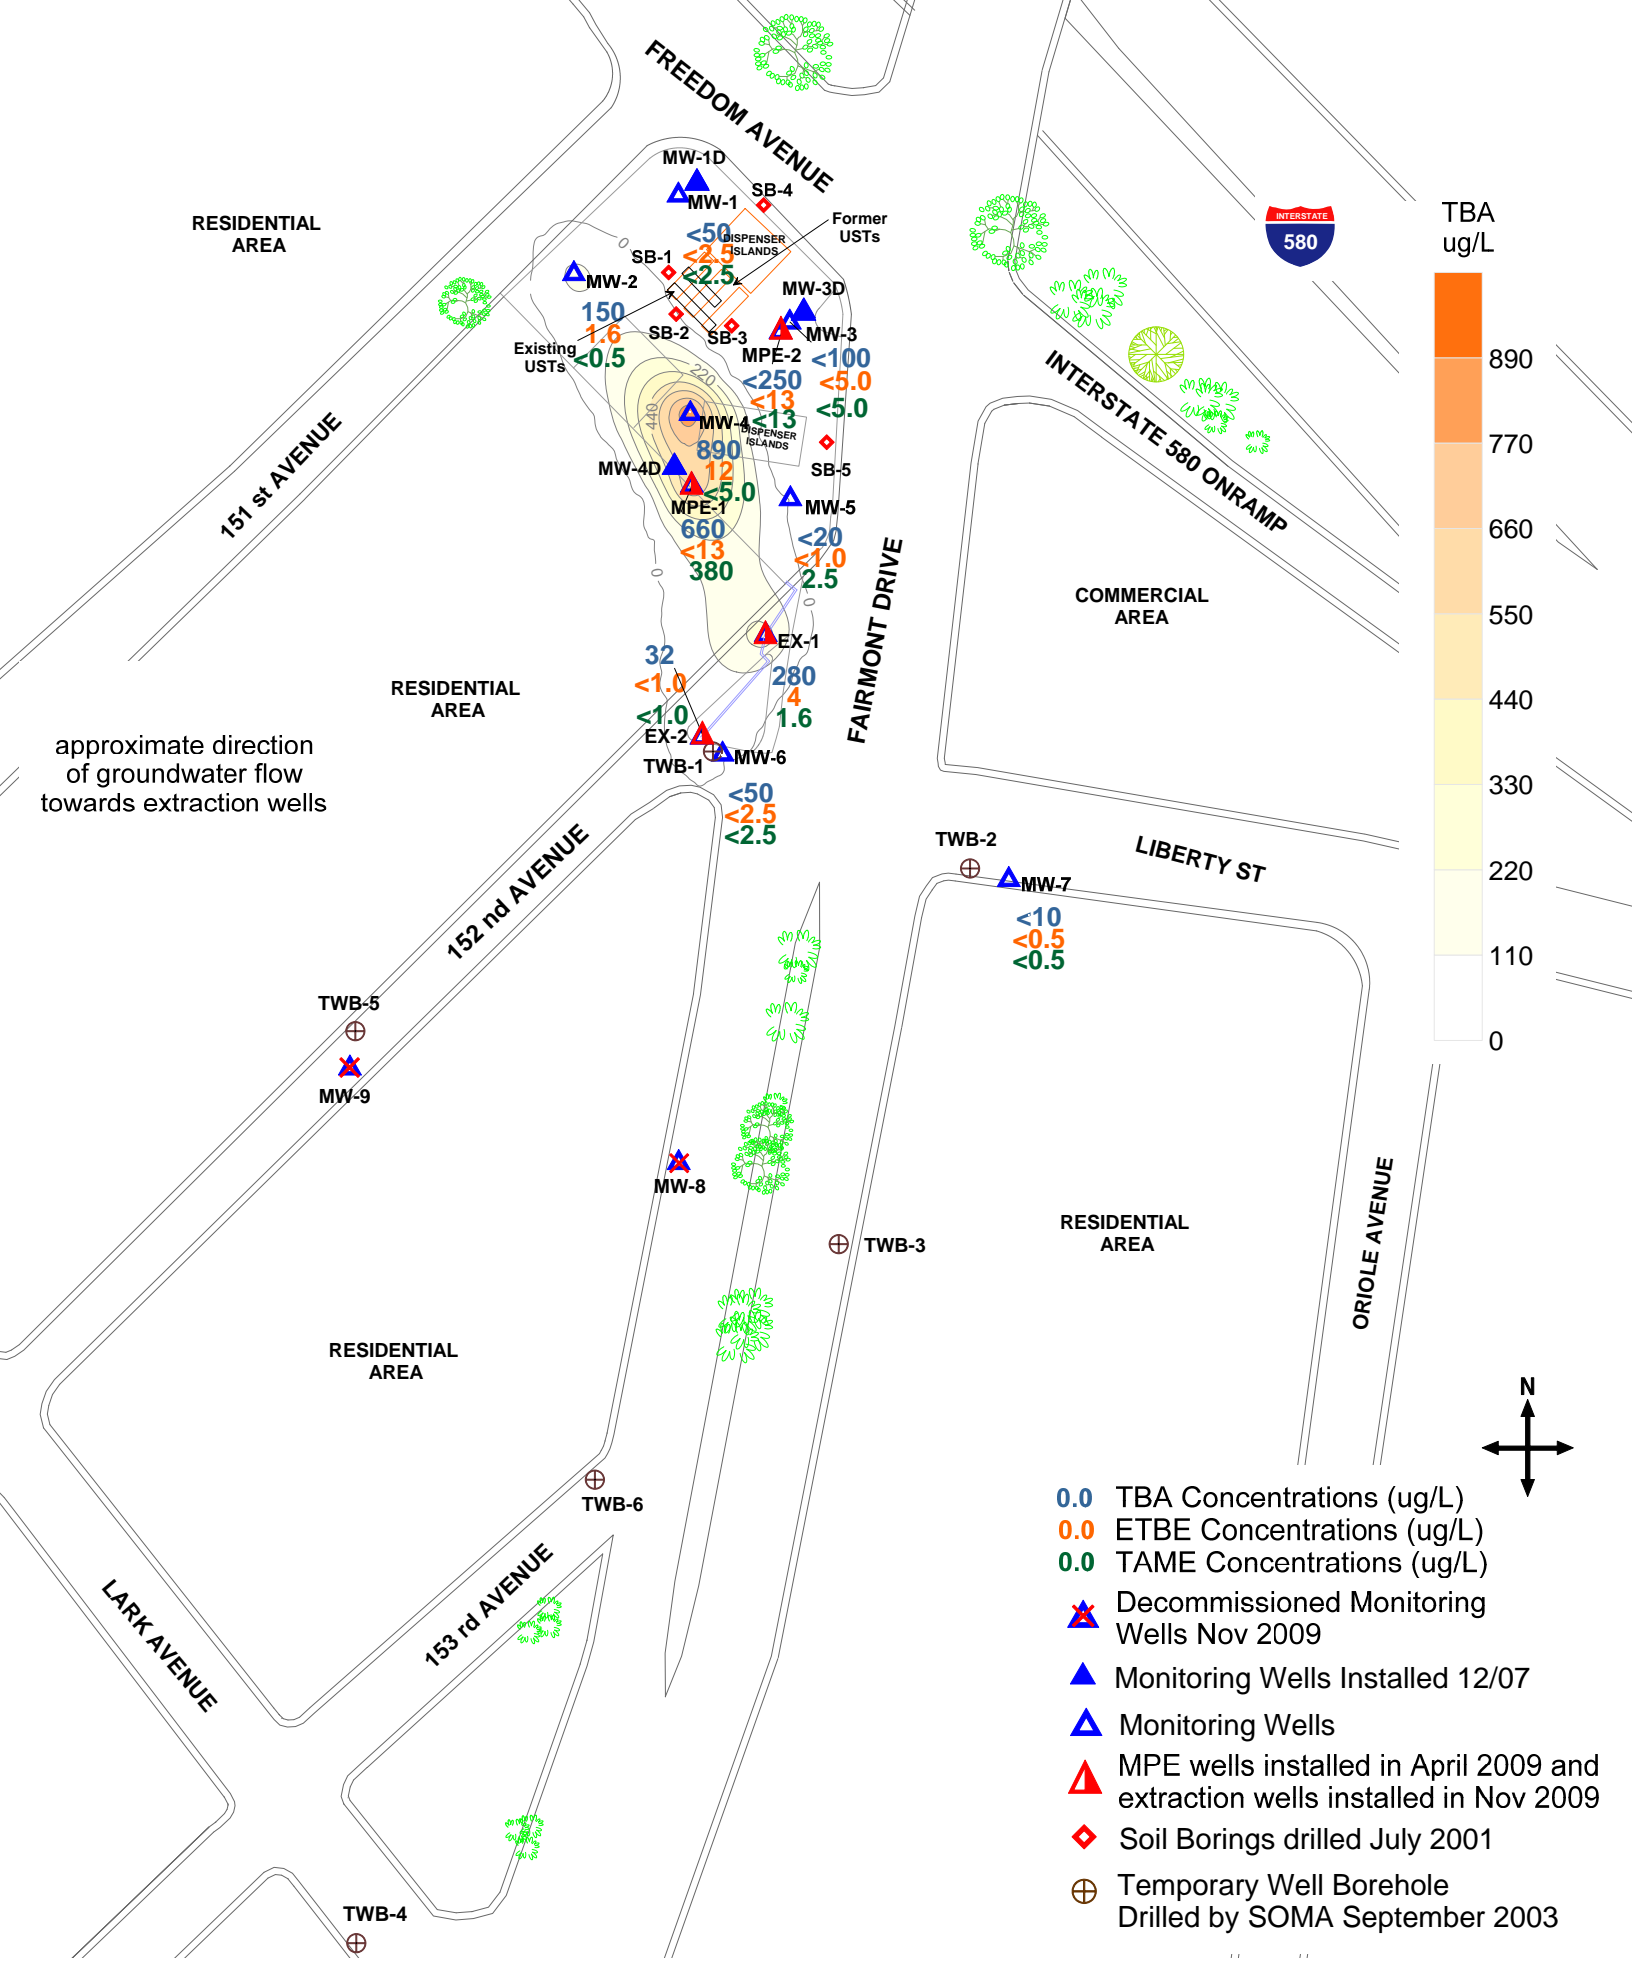 FREEDOM AVENUE
MW-1D
MW-1
SB-4
Former
USTs
RESIDENTIAL
AREA
<50
<2.5
<2.5
DISPENSER
ISLANDS
0
SB-1
MW-2
150
1.6
<0.5
SB-2
SB-3
Existing
USTs
MW-3D
MW-3
MPE-2
<100
<5.0
<5.0
<250
<13
<13
220
440
MW-4
DISPENSER
ISLANDS
890
12
<5.0
MW-4D
MPE-1
660
<13
380
SB-5
MW-5
<20
<1.0
2.5
0
0
INTERSTATE
580
TBA
ug/L
890
770
660
550
440
330
220
110
0
INTERSTATE 580 ONRAMP
151 st AVENUE
FAIRMONT DRIVE
COMMERCIAL
AREA
EX-1
280
4
1.6
32
<1.0
<1.0
EX-2
TWB-1
MW-6
<50
<2.5
<2.5
RESIDENTIAL
AREA
approximate direction
of groundwater flow
towards extraction wells
152 nd AVENUE
TWB-2
MW-7
<10
<0.5
<0.5
LIBERTY ST
TWB-5
MW-9
MW-8
TWB-3
RESIDENTIAL
AREA
ORIOLE AVENUE
RESIDENTIAL
AREA
TWB-6
153 rd AVENUE
LARK AVENUE
TWB-4
N
0.0 TBA Concentrations (ug/L)
0.0 ETBE Concentrations (ug/L)
0.0 TAME Concentrations (ug/L)
Decommissioned Monitoring
Wells Nov 2009
Monitoring Wells Installed 12/07
Monitoring Wells
MPE wells installed in April 2009 and
extraction wells installed in Nov 2009
Soil Borings drilled July 2001
Temporary Well Borehole
Drilled by SOMA September 2003